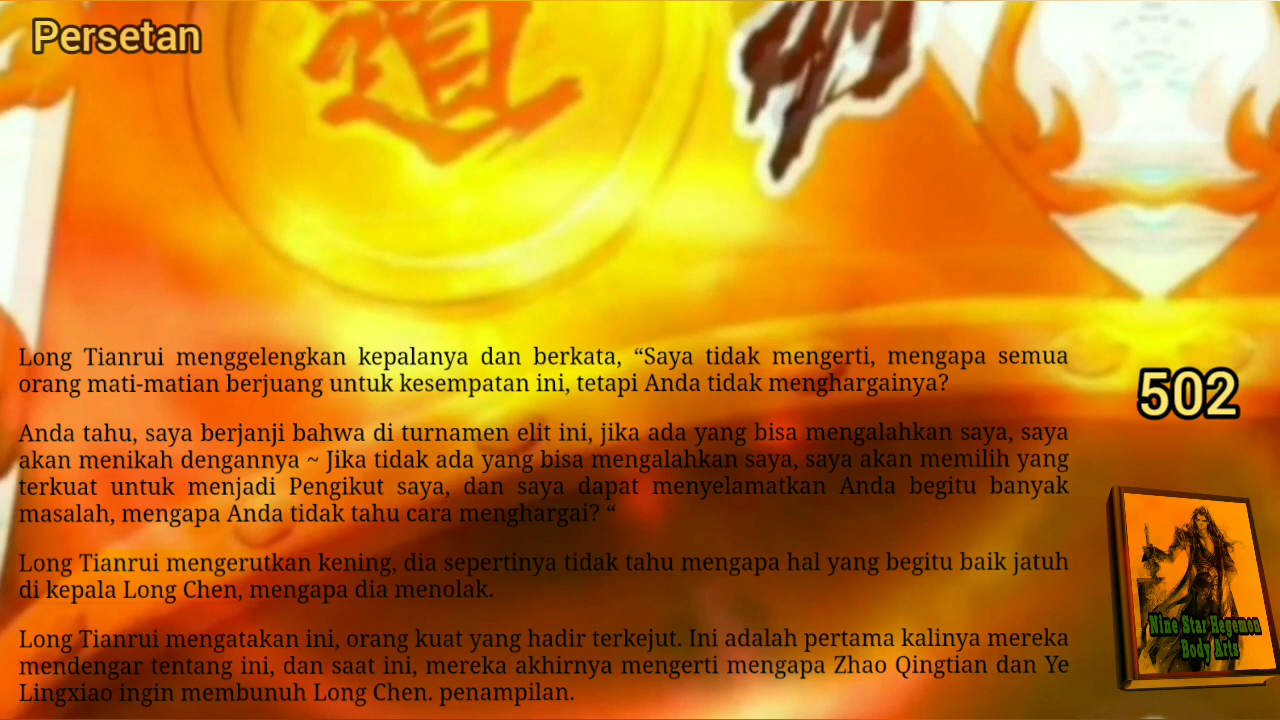 Persetan
道
Long Tianrui menggelengkan kepalanya dan berkata, “Saya tidak mengerti, mengapa semua
orang mati-matian berjuang untuk kesempatan ini, tetapi Anda tidak menghargainya?
502
Anda tahu, saya berjanji bahwa di turnamen elit ini, jika ada yang bisa mengalahkan saya, saya
akan menikah dengannya ~ Jika tidak ada yang bisa mengalahkan saya, saya akan memilih yang
terkuat untuk menjadi Pengikut saya, dan saya dapat menyelamatkan Anda begitu banyak
masalah, mengapa Anda tidak tahu cara menghargai? “
Long Tianrui mengerutkan kening, dia sepertinya tidak tahu mengapa hal yang begitu baik jatuh
di kepala Long Chen, mengapa dia menolak.
Long Tianrui mengatakan ini, orang kuat yang hadir terkejut. Ini adalah pertama kalinya mereka
mendengar tentang ini, dan saat ini, mereka akhirnya mengerti mengapa Zhao Qingtian dan Ye
Lingxiao ingin membunuh Long Chen. penampilan.
Nine Star Hegemon
Body Arts